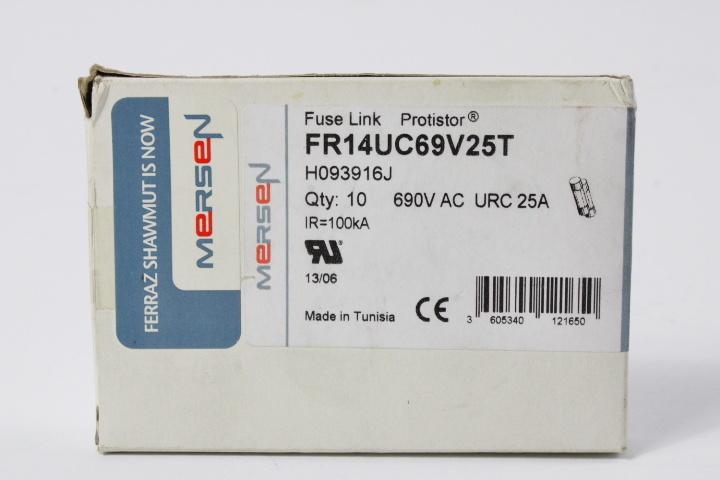 FERRAZ SHAWMUT IS NOW
MERSEN
MERSEN
Fuse Link Protistor®
FR14UC69V25T
H093916J
Qty: 10 690V AC URC 25A
IR=100kA
RU
13/06
Made in Tunisia CE
3 605340 121650